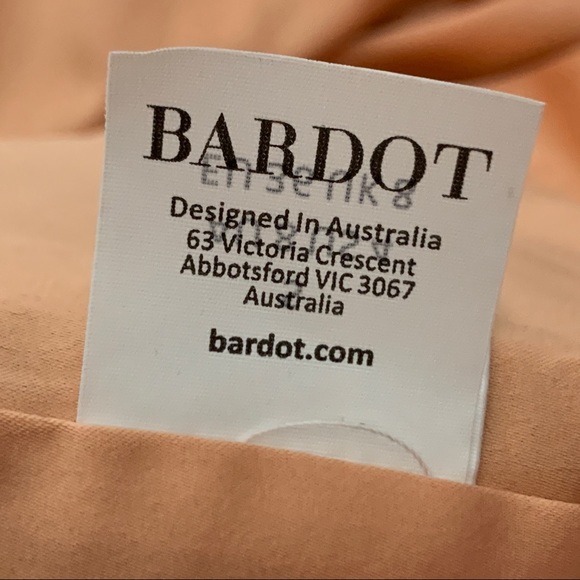 BARDOT
Designed In Australia
63 Victoria Crescent
Abbotsford VIC 3067
Australia
bardot.com